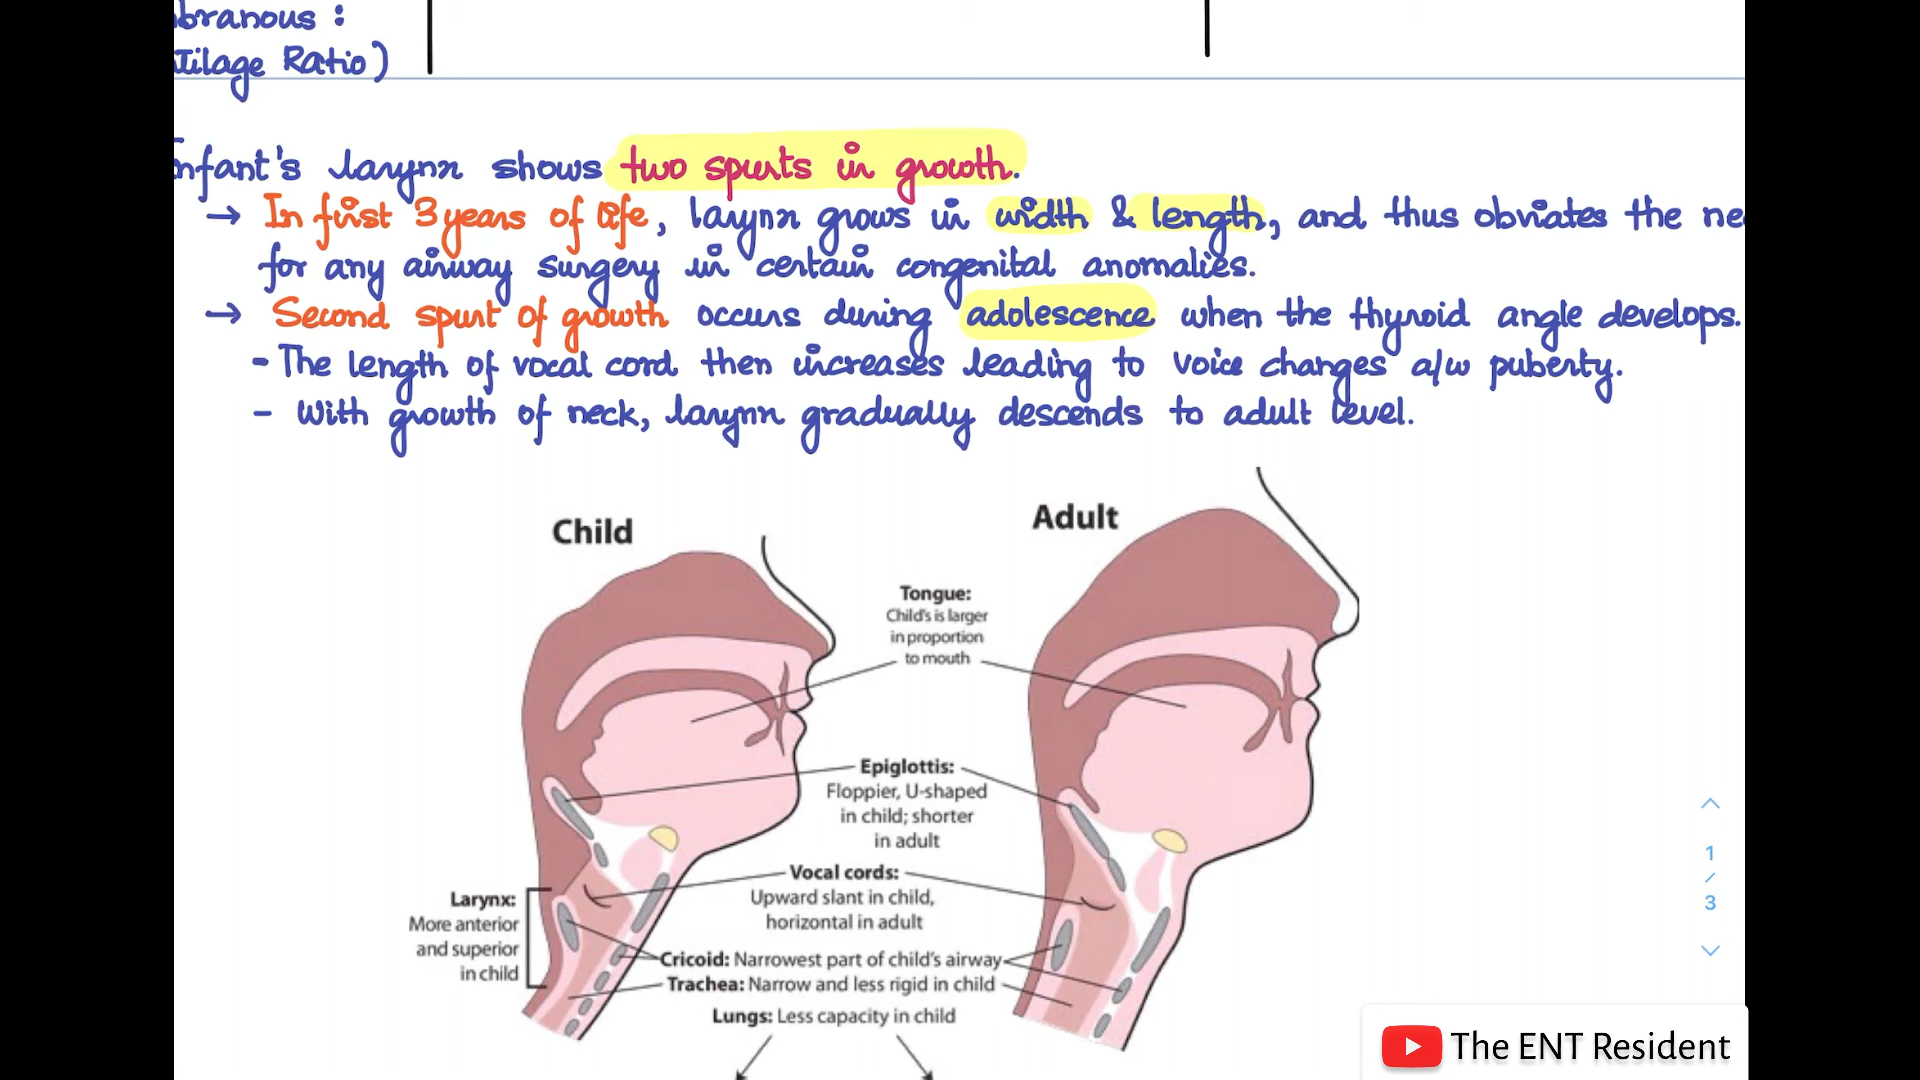 branous :
tilage Ratio)
Infant's larynx shows two spurts in growth.
→ In first 3 years of life, larynx grows in width & length, and thus obviates the
for any airway surgery in certain congenital anomalies.
→ Second spurt of growth occurs during adolescence when the thyroid angle develops.
- The length of vocal cord then increases leading to voice changes a/w puberty.
- With growth of neck, larynx gradually descends to adult level.
Child
Adult
Tongue:
Child's is larger
in proportion
to mouth
Epiglottis:
Floppier, U-shaped
in child; shorter
in adult
Vocal cords:
Upward slant in child,
horizontal in adult
Larynx:
More anterior
and superior
in child
Cricoid: Narrowest part of child's airway
Trachea: Narrow and less rigid in child
Lungs: Less capacity in child
1
/
3
The ENT Resident